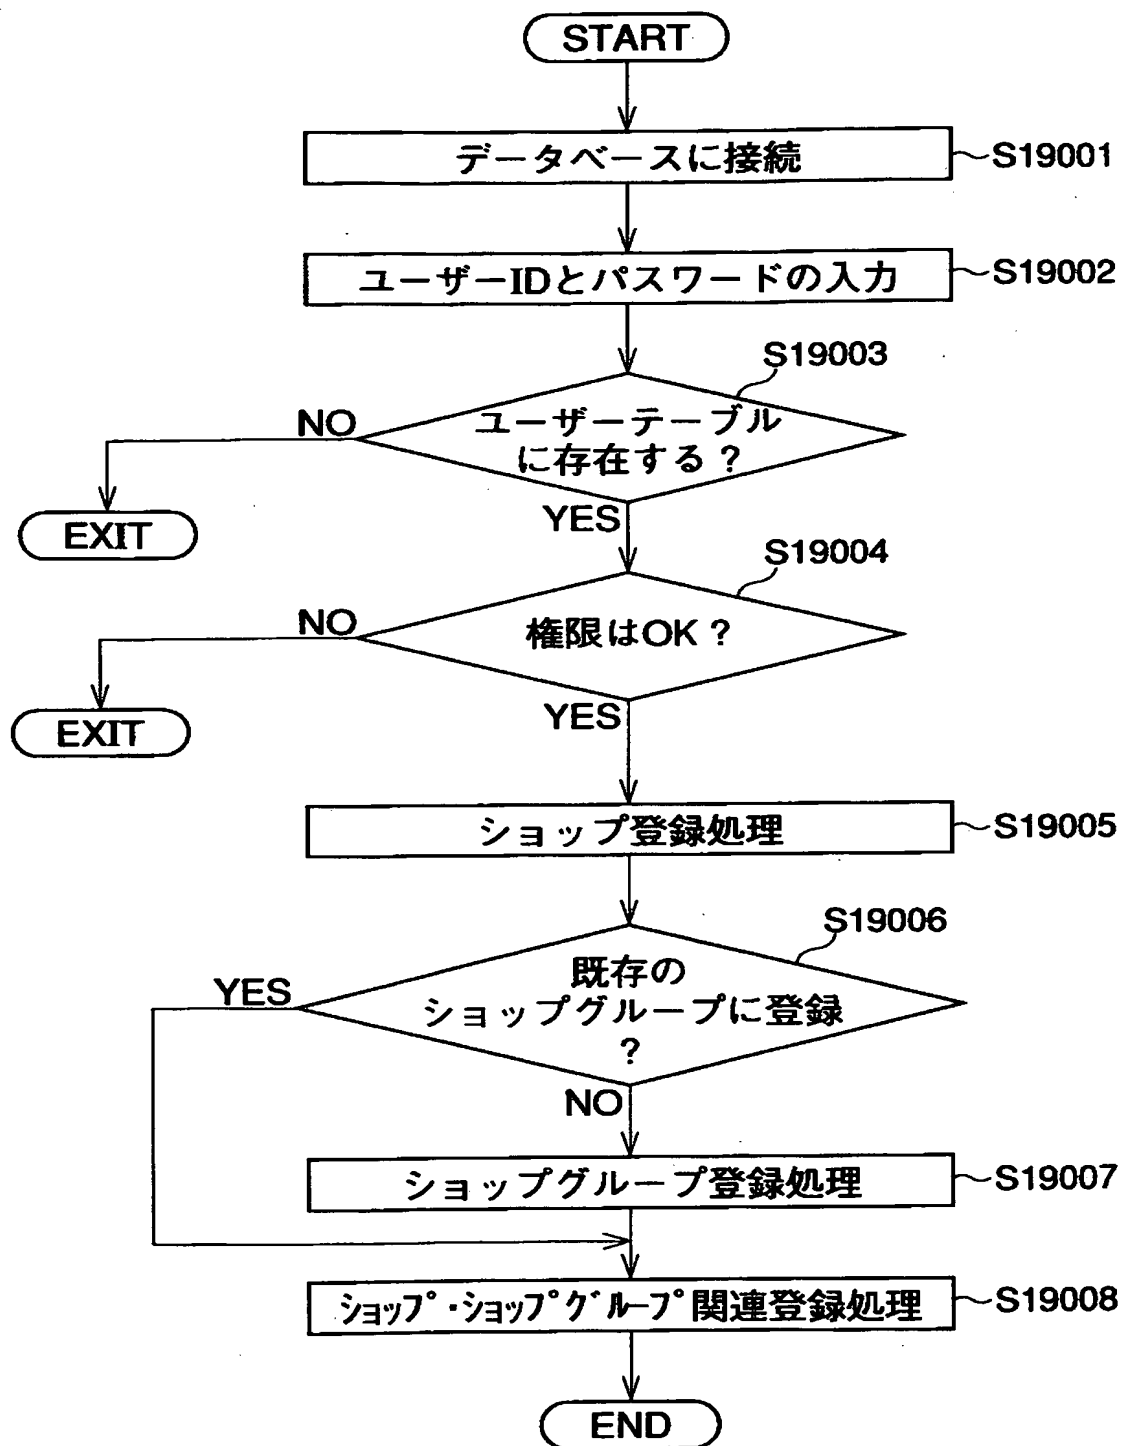 START
データベースに接続
S19001
ユーザーIDとパスワードの入力
S19002
S19003
ユーザーテーブル
に存在する？
NO
EXIT
YES
S19004
権限はOK？
NO
EXIT
YES
ショップ登録処理
S19005
S19006
既存の
ショップグループに登録
？
YES
NO
ショップグループ登録処理
S19007
ｼｮｯﾌﾟ・ｼｮｯﾌﾟｸﾞﾙｰﾌﾟ関連登録処理
S19008
END